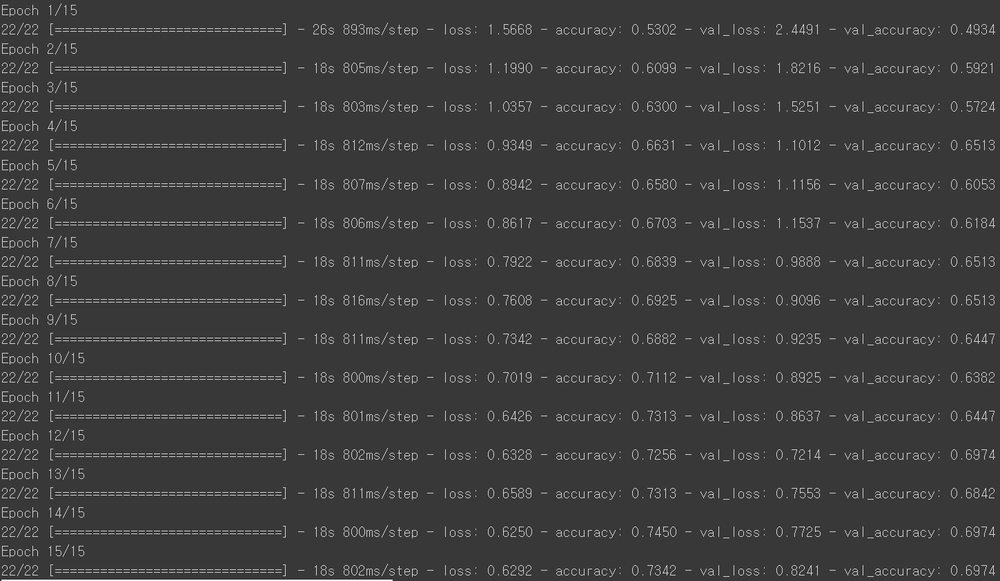 Epoch 1/15
22/22 [==============================] - 26s 893ms/step - loss: 1.5668 - accuracy: 0.5302 - val_loss: 2.4491 - val_accuracy: 0.4934
Epoch 2/15
22/22 [==============================] - 18s 805ms/step - loss: 1.1990 - accuracy: 0.6099 - val_loss: 1.8216 - val_accuracy: 0.5921
Epoch 3/15
22/22 [==============================] - 18s 803ms/step - loss: 1.0357 - accuracy: 0.6300 - val_loss: 1.5251 - val_accuracy: 0.5724
Epoch 4/15
22/22 [==============================] - 18s 812ms/step - loss: 0.9349 - accuracy: 0.6631 - val_loss: 1.1012 - val_accuracy: 0.6513
Epoch 5/15
22/22 [==============================] - 18s 807ms/step - loss: 0.8942 - accuracy: 0.6580 - val_loss: 1.1156 - val_accuracy: 0.6053
Epoch 6/15
22/22 [==============================] - 18s 806ms/step - loss: 0.8617 - accuracy: 0.6703 - val_loss: 1.1537 - val_accuracy: 0.6184
Epoch 7/15
22/22 [==============================] - 18s 811ms/step - loss: 0.7922 - accuracy: 0.6839 - val_loss: 0.9888 - val_accuracy: 0.6513
Epoch 8/15
22/22 [==============================] - 18s 816ms/step - loss: 0.7608 - accuracy: 0.6925 - val_loss: 0.9096 - val_accuracy: 0.6513
Epoch 9/15
22/22 [==============================] - 18s 811ms/step - loss: 0.7342 - accuracy: 0.6882 - val_loss: 0.9235 - val_accuracy: 0.6447
Epoch 10/15
22/22 [==============================] - 18s 800ms/step - loss: 0.7019 - accuracy: 0.7112 - val_loss: 0.8925 - val_accuracy: 0.6382
Epoch 11/15
22/22 [==============================] - 18s 801ms/step - loss: 0.6426 - accuracy: 0.7313 - val_loss: 0.8637 - val_accuracy: 0.6447
Epoch 12/15
22/22 [==============================] - 18s 802ms/step - loss: 0.6328 - accuracy: 0.7256 - val_loss: 0.7214 - val_accuracy: 0.6974
Epoch 13/15
22/22 [==============================] - 18s 811ms/step - loss: 0.6589 - accuracy: 0.7313 - val_loss: 0.7553 - val_accuracy: 0.6842
Epoch 14/15
22/22 [==============================] - 18s 800ms/step - loss: 0.6250 - accuracy: 0.7450 - val_loss: 0.7725 - val_accuracy: 0.6974
Epoch 15/15
22/22 [==============================] - 18s 802ms/step - loss: 0.6292 - accuracy: 0.7342 - val_loss: 0.8241 - val_accuracy: 0.6974